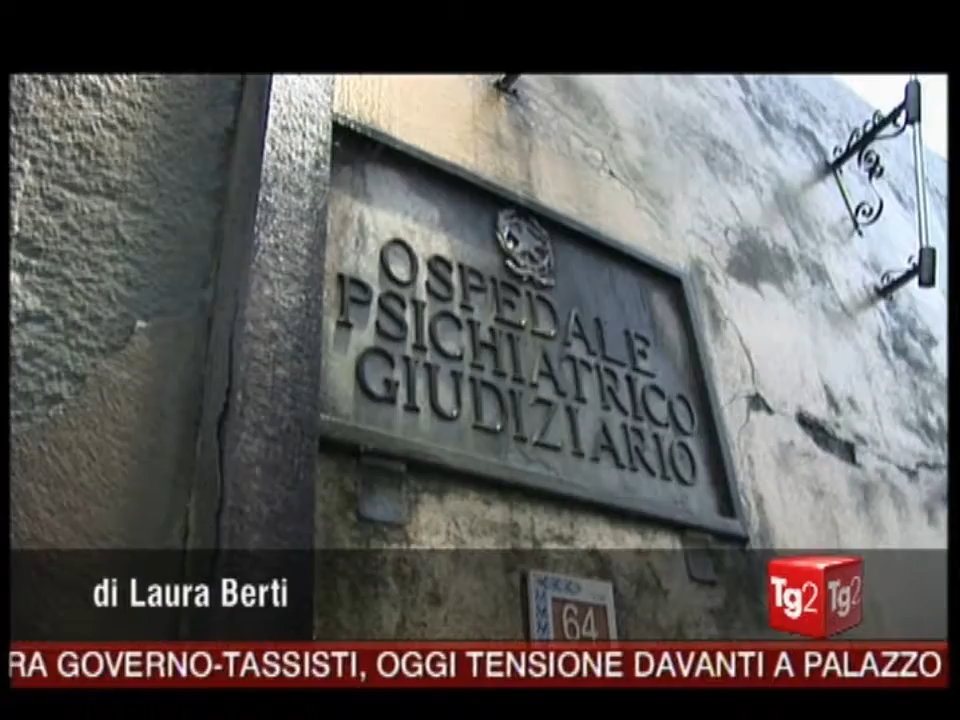 OSPEDALE
PSICHIATRICO
GIUDIZIARIO
64
di Laura Berti
Tg2 Tg2
RA GOVERNO-TASSISTI, OGGI TENSIONE DAVANTI A PALAZZO